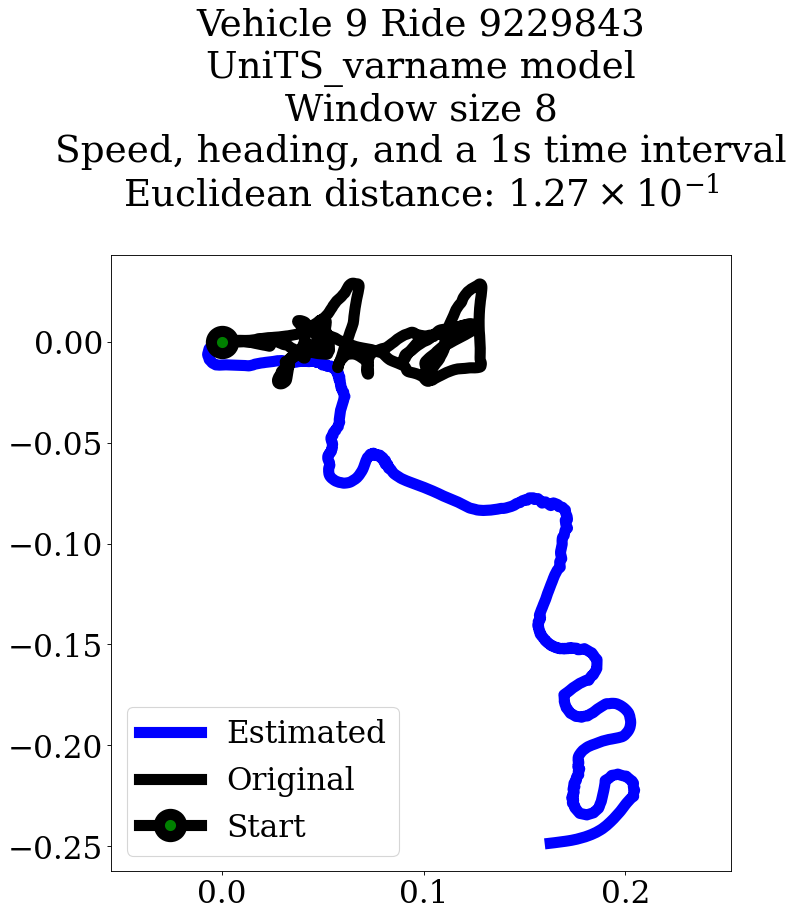 Vehicle 9 Ride 9229843
UniTS_varname model
Window size 8
Speed, heading, and a 1s time interval
Euclidean distance: 1.27 × 10⁻¹
0.00
−0.05
−0.10
−0.15
−0.20
−0.25
Estimated
Original
Start
0.0 0.1 0.2